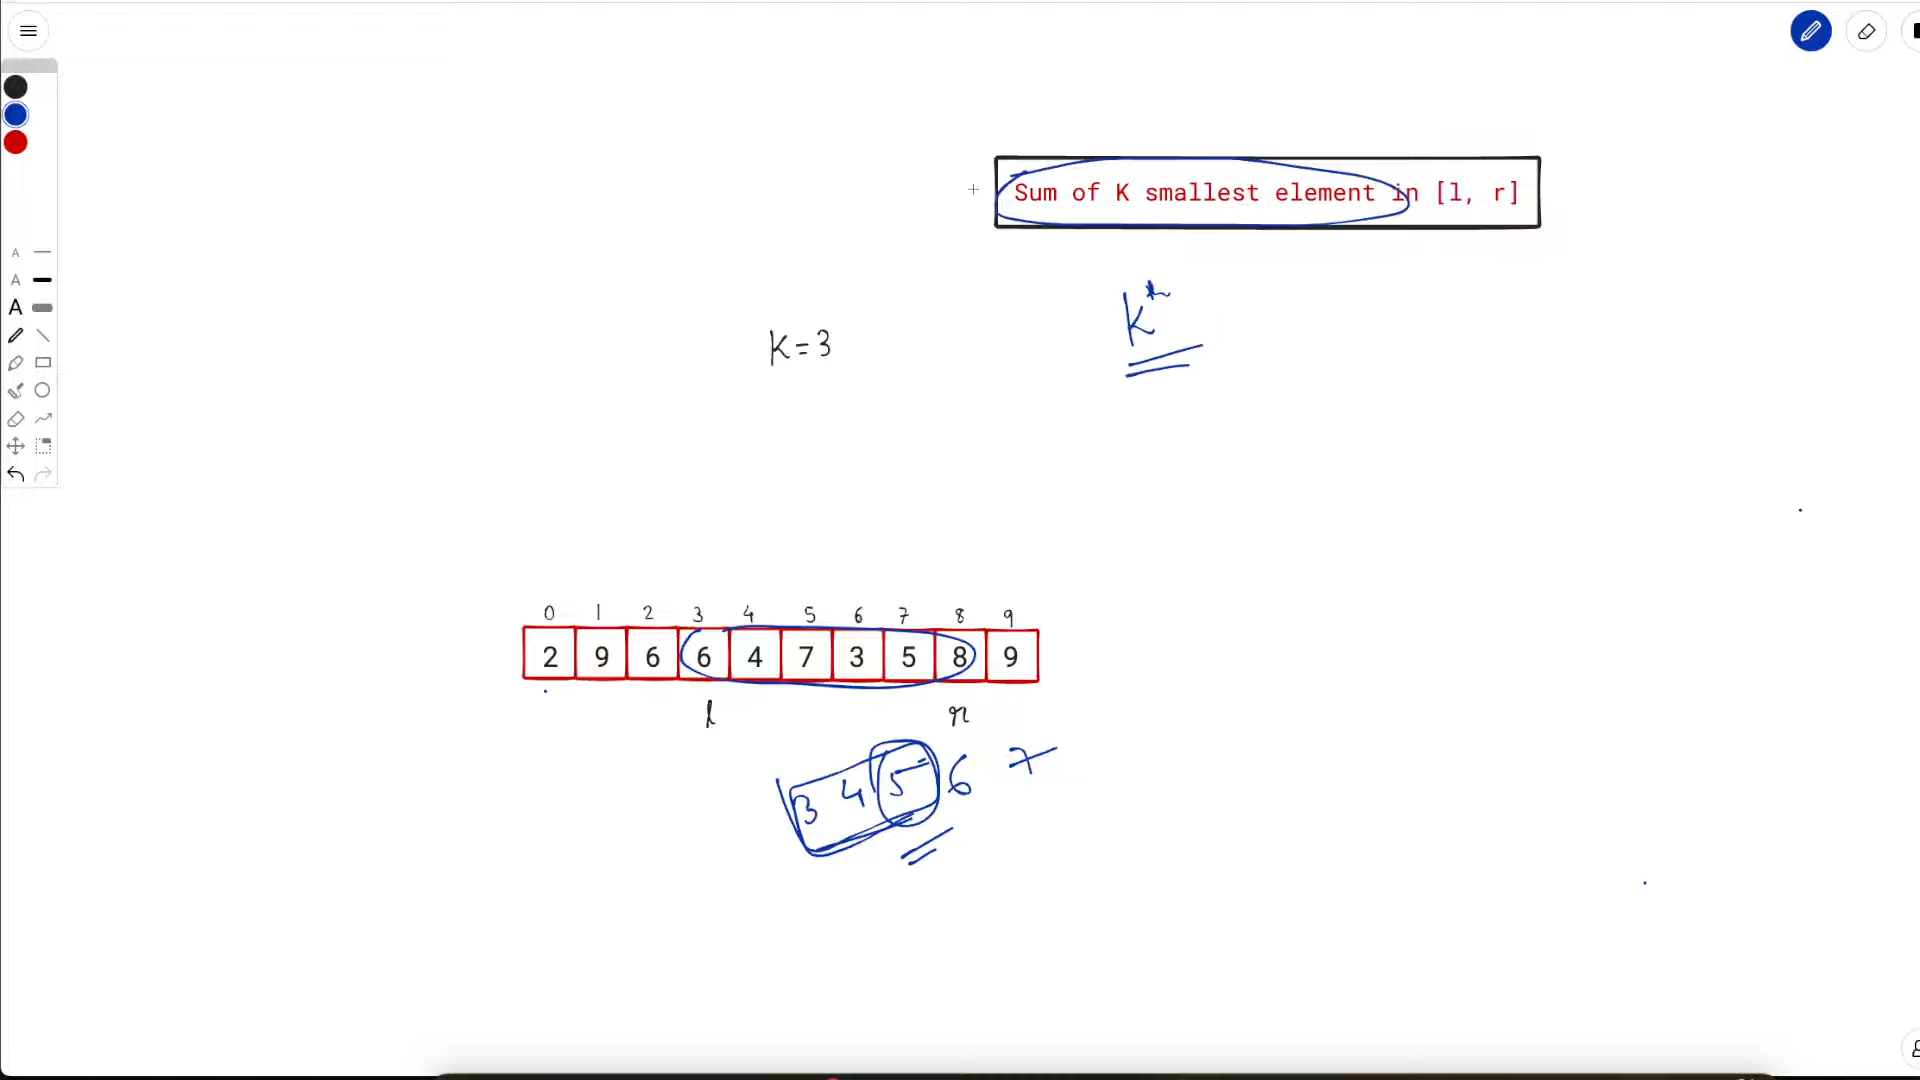 Sum of K smallest element in [l, r]
Kth
K=3
0 1 2 3 4 5 6 7 8 9
2 9 6 6 4 7 3 5 8 9
l r
3 4 5 6 7
A
A
A